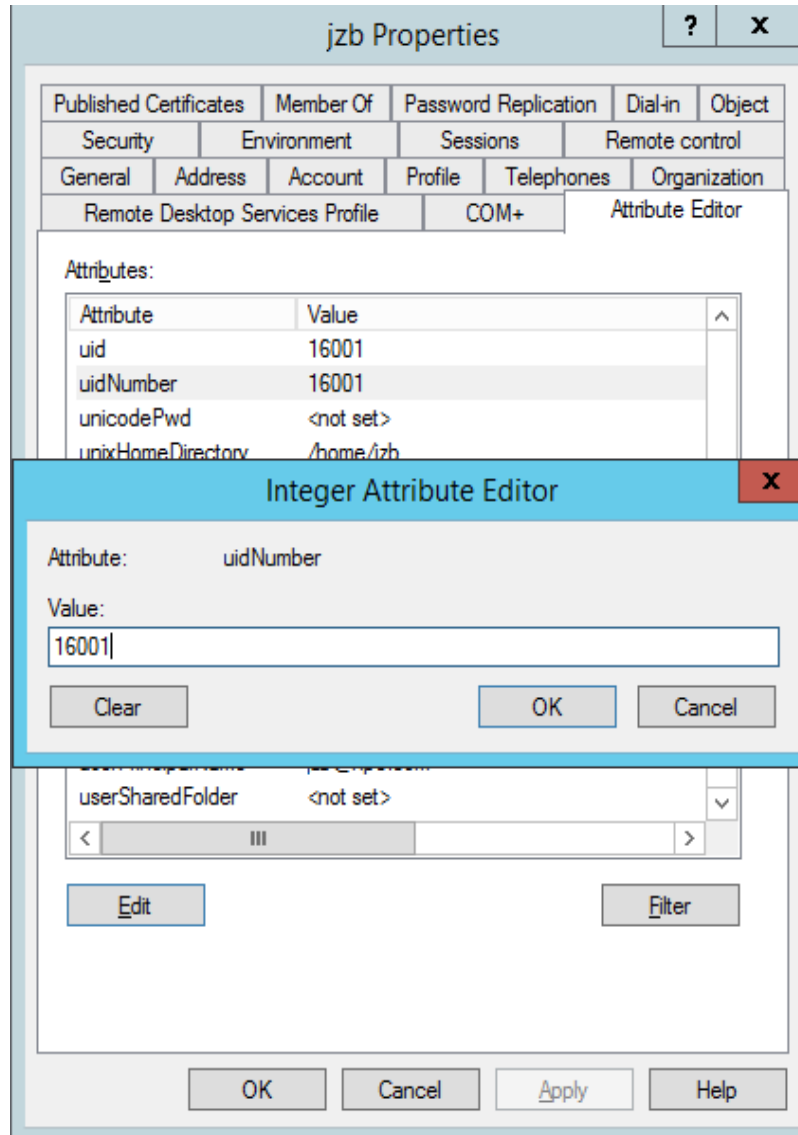 jzb Properties ? x
Published Certificates Member Of Password Replication Dial-in Object
Security Environment Sessions Remote control
General Address Account Profile Telephones Organization
Remote Desktop Services Profile COM+ Attribute Editor
Attributes:
Attribute Value
uid 16001
uidNumber 16001
unicodePwd <not set>
unixHomeDirectory /home/jzb
Integer Attribute Editor x
Attribute: uidNumber
Value:
16001
Clear OK Cancel
userSharedFolder <not set>
Edit Filter
OK Cancel Apply Help